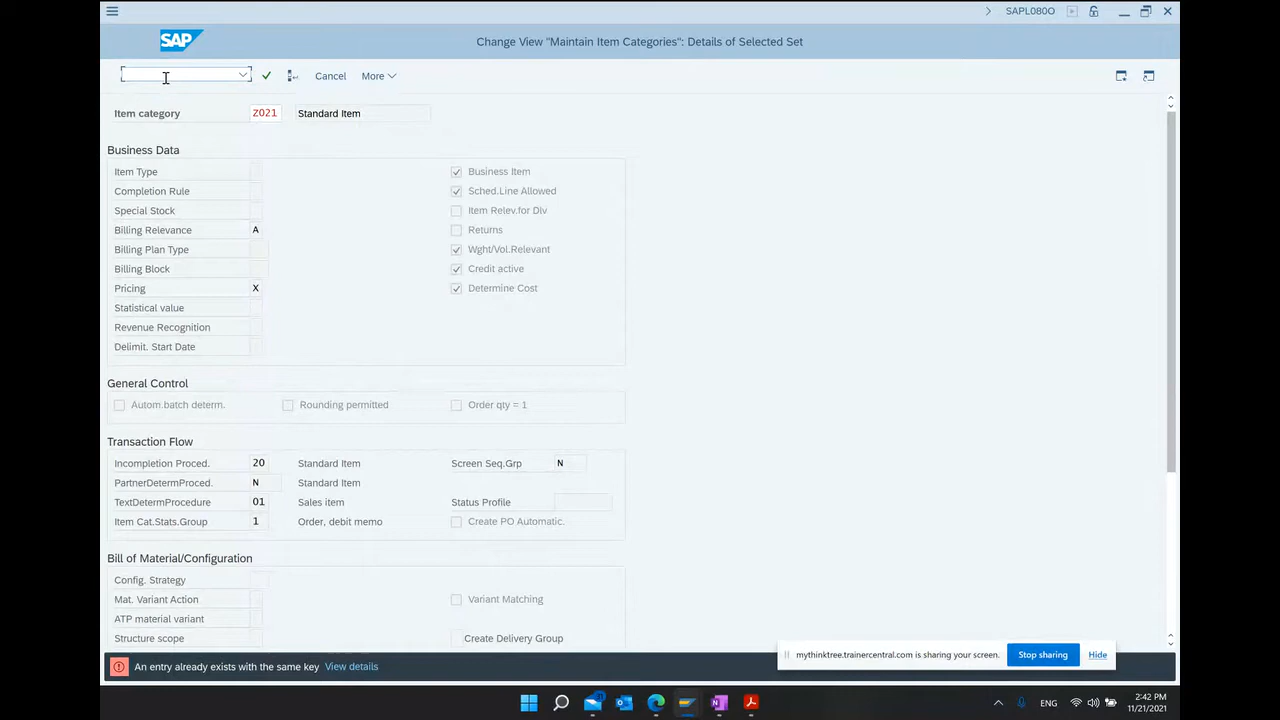 SAPL080O
SAP
Change View "Maintain Item Categories": Details of Selected Set
Cancel More
Item category Z021 Standard Item
Business Data
Item Type Business Item
Completion Rule Sched.Line Allowed
Special Stock Item Relev.for Dlv
Billing Relevance A Returns
Billing Plan Type Wght/Vol.Relevant
Billing Block Credit active
Pricing X Determine Cost
Statistical value
Revenue Recognition
Delimit. Start Date
General Control
Autom.batch determ. Rounding permitted Order qty = 1
Transaction Flow
Incompletion Proced. 20 Standard Item Screen Seq.Grp N
PartnerDetermProced. N Standard Item
TextDetermProcedure 01 Sales item Status Profile
Item Cat.Stats.Group 1 Order, debit memo Create PO Automatic.
Bill of Material/Configuration
Config. Strategy
Mat. Variant Action Variant Matching
ATP material variant
Structure scope Create Delivery Group
mythinktree.trainercentral.com is sharing your screen. Stop sharing Hide
An entry already exists with the same key View details
ENG 2:42 PM
11/21/2021